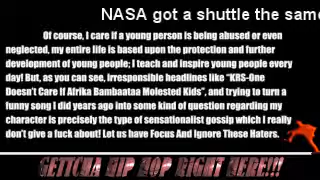 NASA got a shuttle the same
Of course, I care if a young person is being abused or even
neglected, my entire life is based upon the protection and further
development of young people; I teach and inspire young people every
day! But, as you can see, irresponsible headlines like “KRS-One
Doesn’t Care If Afrika Bambaataa Molested Kids”, and trying to turn a
funny song I did years ago into some kind of question regarding my
character is precisely the type of sensationalist gossip which I really
don’t give a fuck about! Let us have Focus And Ignore These Haters.
GETTCHA HIP HOP RIGHT HERE!!!